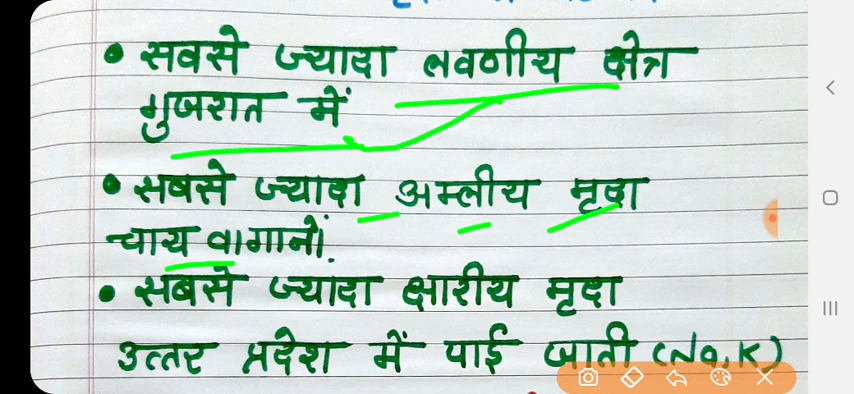 • सबसे ज्यादा लवणीय क्षेत्र
गुजरात में
• सबसे ज्यादा अम्लीय मृदा
चाय वागानों.
• सबसे ज्यादा क्षारीय मृदा
उत्तर प्रदेश में पाई जाती (Na,K)